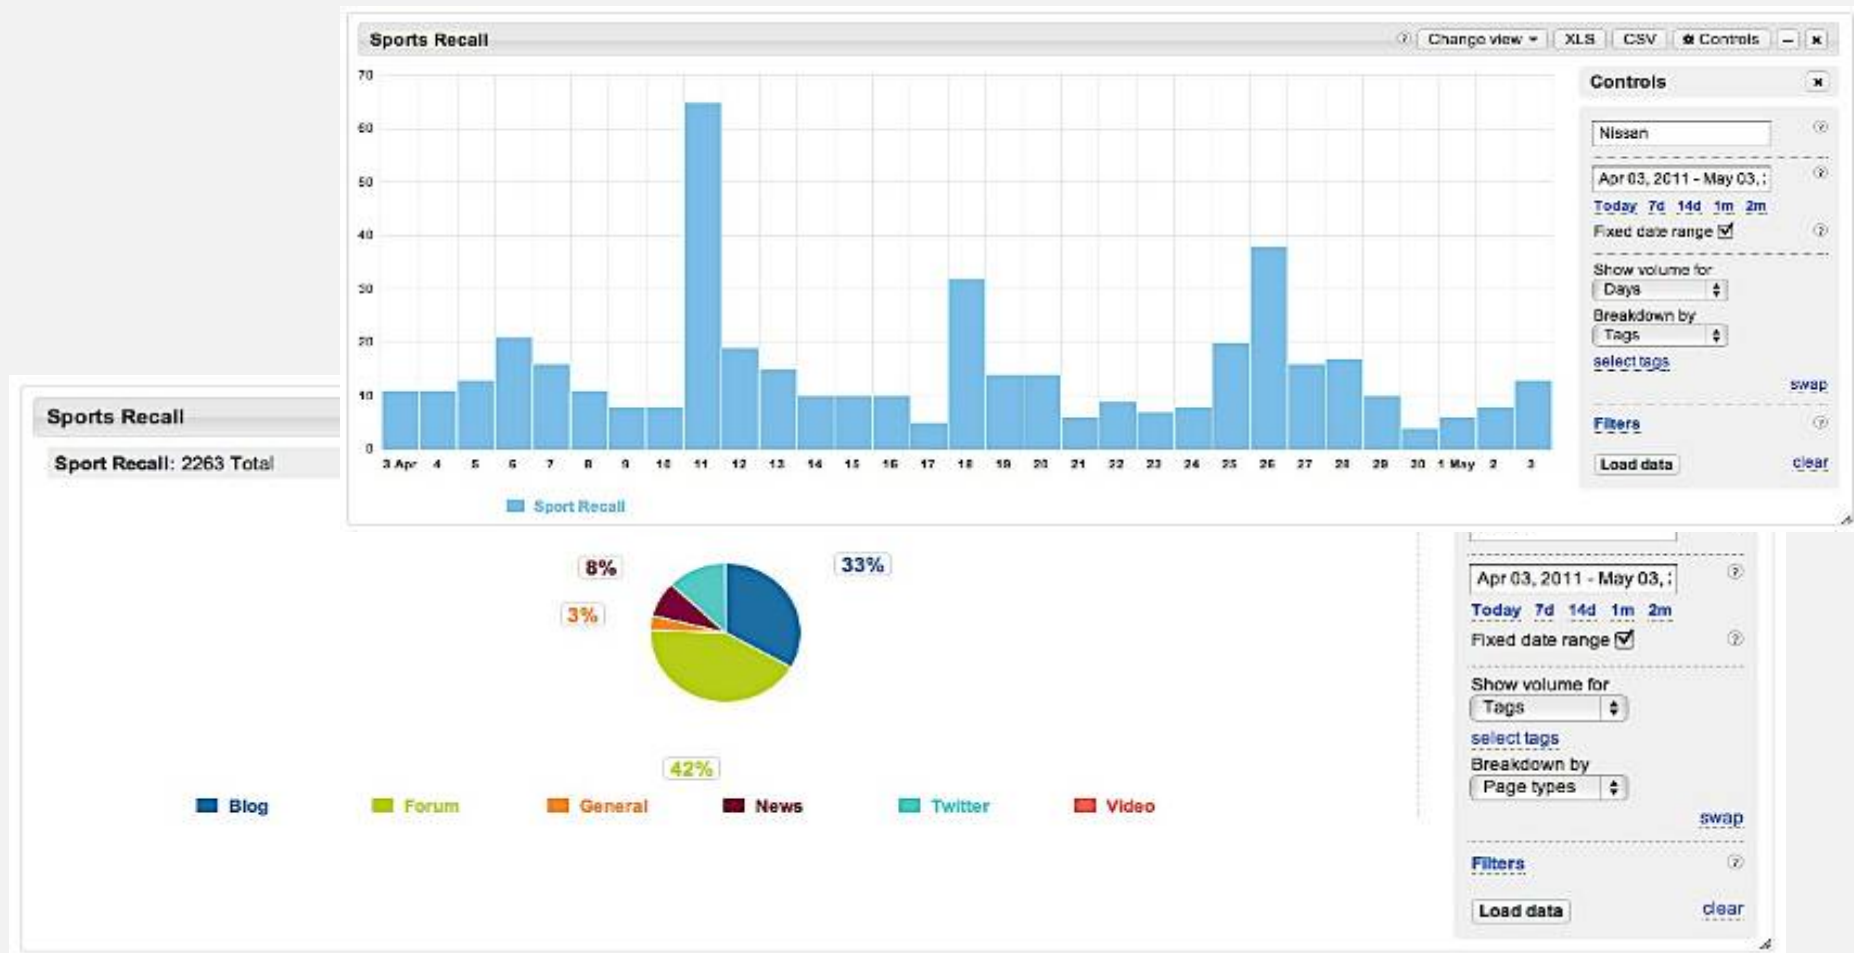 Sports Recall
Change view XLS CSV Controls
70
60
50
40
30
20
10
0
3 Apr 4 5 6 7 8 9 10 11 12 13 14 15 16 17 18 19 20 21 22 23 24 25 26 27 28 29 30 1 May 2 3
Sport Recall
Controls
Nissan
Apr 03, 2011 - May 03, :
Today 7d 14d 1m 2m
Fixed date range
Show volume for
Days
Breakdown by
Tags
select tags
swap
Filters
Load data clear
Sports Recall
Sport Recall: 2263 Total
8% 33%
3%
42%
Blog Forum General News Twitter Video
Apr 03, 2011 - May 03, :
Today 7d 14d 1m 2m
Fixed date range
Show volume for
Tags
select tags
Breakdown by
Page types
swap
Filters
Load data clear